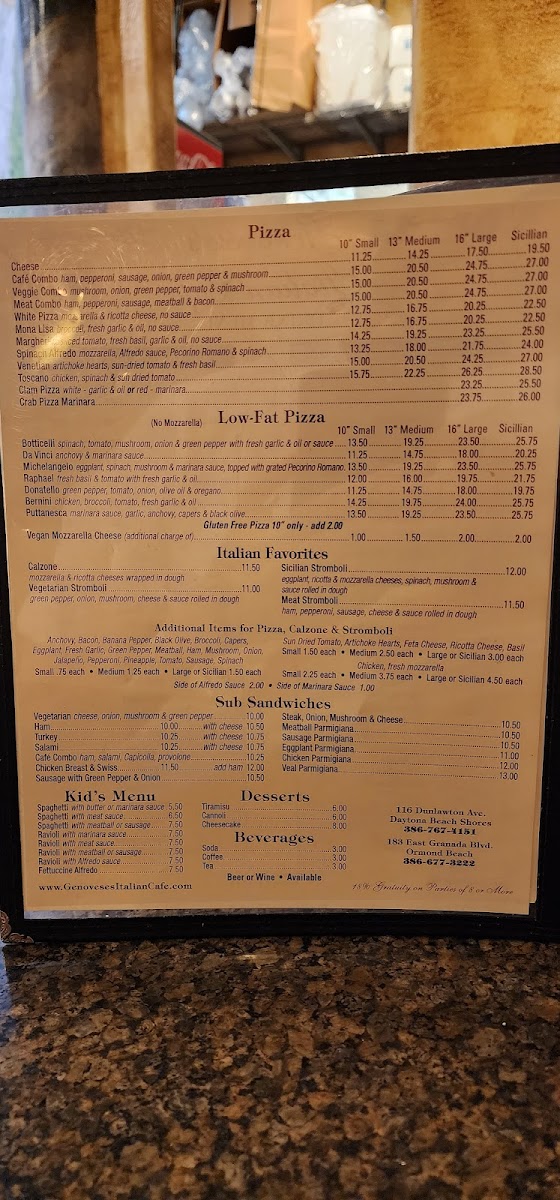 Pizza
10" Small 13" Medium 16" Large Sicillian
Cheese 11.25 14.25 17.50 19.50
Café Combo ham, pepperoni, sausage, onion, green pepper & mushroom 15.00 20.50 24.75 27.00
Veggie Combo mushroom, onion, green pepper, tomato & spinach 15.00 20.50 24.75 27.00
Meat Combo ham, pepperoni, sausage, meatball & bacon 15.00 20.50 24.75 27.00
White Pizza mozzarella & ricotta cheese, no sauce 12.75 16.75 20.25 22.50
Mona Lisa broccoli, fresh garlic & oil, no sauce 12.75 16.75 20.25 22.50
sliced tomato, fresh basil, garlic & oil, no sauce 14.25 19.25 23.25 25.50
Spinach Alfredo mozzarella, Alfredo sauce, Pecorino Romano & spinach 13.25 18.00 21.75 24.00
Venetian artichoke hearts, sun-dried tomato & fresh basil 15.00 20.50 24.75 27.00
Toscano chicken, spinach & sun dried tomato 15.75 22.25 26.25 28.50
Clam Pizza white - garlic & oil or red - marinara 23.25 25.50
Crab Pizza Marinara 23.75 26.00
(No Mozzarella) Low-Fat Pizza
10" Small 13" Medium 16" Large Sicillian
Botticelli spinach, tomato, mushroom, onion & green pepper with fresh garlic & oil or sauce 13.50 19.25 23.50 25.75
Da Vinci anchovy & marinara sauce 11.25 14.75 18.00 20.25
Michelangelo eggplant, spinach, mushroom & marinara sauce, topped with grated Pecorino Romano 13.50 19.25 23.50 25.75
Raphael fresh basil & tomato with fresh garlic & oil 12.00 16.00 19.75 21.75
Donatello green pepper, tomato, onion, olive oil & oregano 11.25 14.75 18.00 19.75
Bernini chicken, broccoli, tomato, fresh garlic & oil 14.25 19.75 24.00 25.75
Puttanesca marinara sauce, garlic, anchovy, capers & black olive 13.50 19.25 23.50 25.75
Gluten Free Pizza 10" only - add 2.00
Vegan Mozzarella Cheese (additional charge of) 1.00 1.50 2.00 2.00
Italian Favorites
Calzone 11.50
mozzarella & ricotta cheeses wrapped in dough
Vegetarian Stromboli 11.00
green pepper, onion, mushroom, cheese & sauce rolled in dough
Sicilian Stromboli 12.00
eggplant, ricotta & mozzarella cheeses, spinach, mushroom &
sauce rolled in dough
Meat Stromboli 11.50
ham, pepperoni, sausage, cheese & sauce rolled in dough
Additional Items for Pizza, Calzone & Stromboli
Anchovy, Bacon, Banana Pepper, Black Olive, Broccoli, Capers,
Eggplant, Fresh Garlic, Green Pepper, Meatball, Ham, Mushroom, Onion,
Jalapeño, Pepperoni, Pineapple, Tomato, Sausage, Spinach
Small .75 each • Medium 1.25 each • Large or Sicilian 1.50 each
Sun Dried Tomato, Artichoke Hearts, Feta Cheese, Ricotta Cheese, Basil
Small 1.50 each • Medium 2.50 each • Large or Sicilian 3.00 each
Chicken, fresh mozzarella
Small 2.25 each • Medium 3.75 each • Large or Sicilian 4.50 each
Side of Alfredo Sauce 2.00 • Side of Marinara Sauce 1.00
Sub Sandwiches
Vegetarian cheese, onion, mushroom & green pepper 10.00
Ham 10.00 with cheese 10.50
Turkey 10.25 with cheese 10.75
Salami 10.25 with cheese 10.75
Café Combo ham, salami, Capicolla, provolone 10.25
Chicken Breast & Swiss 11.50 add ham 12.00
Sausage with Green Pepper & Onion 10.50
Steak, Onion, Mushroom & Cheese 10.50
Meatball Parmigiana 10.50
Sausage Parmigiana 10.50
Eggplant Parmigiana 11.00
Chicken Parmigiana 12.00
Veal Parmigiana 13.00
Kid's Menu
Spaghetti with butter or marinara sauce 5.50
Spaghetti with meat sauce 6.50
Spaghetti with meatball or sausage 7.50
Ravioli with marinara sauce 7.50
Ravioli with meat sauce 7.50
Ravioli with meatball or sausage 7.50
Ravioli with Alfredo sauce 7.50
Fettuccine Alfredo 7.50
www.GenovesesItalianCafe.com
Desserts
Tiramisu 6.00
Cannoli 6.00
Cheesecake 8.00
Beverages
Soda 3.00
Coffee 3.00
Tea 3.00
Beer or Wine • Available
116 Dunlawton Ave.
Daytona Beach Shores
386-767-4151
183 East Granada Blvd.
Ormond Beach
386-677-3222
18% Gratuity on Parties of 8 or More